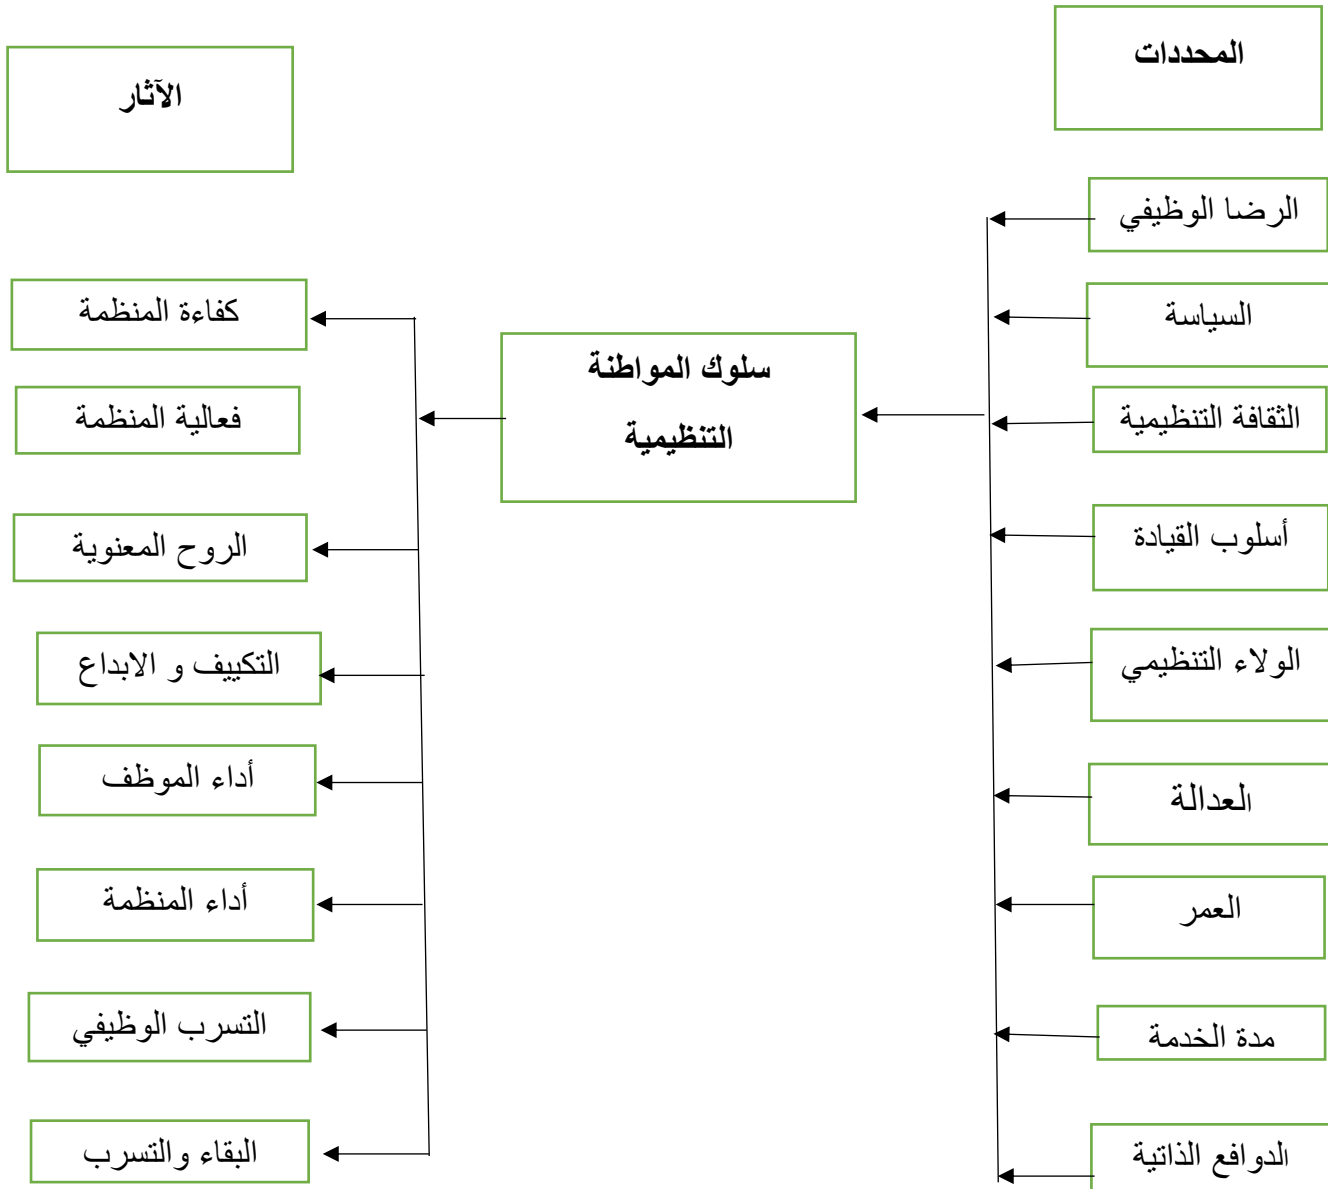 المحددات
الآثار
الرضا الوظيفي
السياسة
الثقافة التنظيمية
أسلوب القيادة
الولاء التنظيمي
العدالة
العمر
مدة الخدمة
الدوافع الذاتية
سلوك المواطنة
التنظيمية
كفاءة المنظمة
فعالية المنظمة
الروح المعنوية
التكييف و الابداع
أداء الموظف
أداء المنظمة
التسرب الوظيفي
البقاء والتسرب